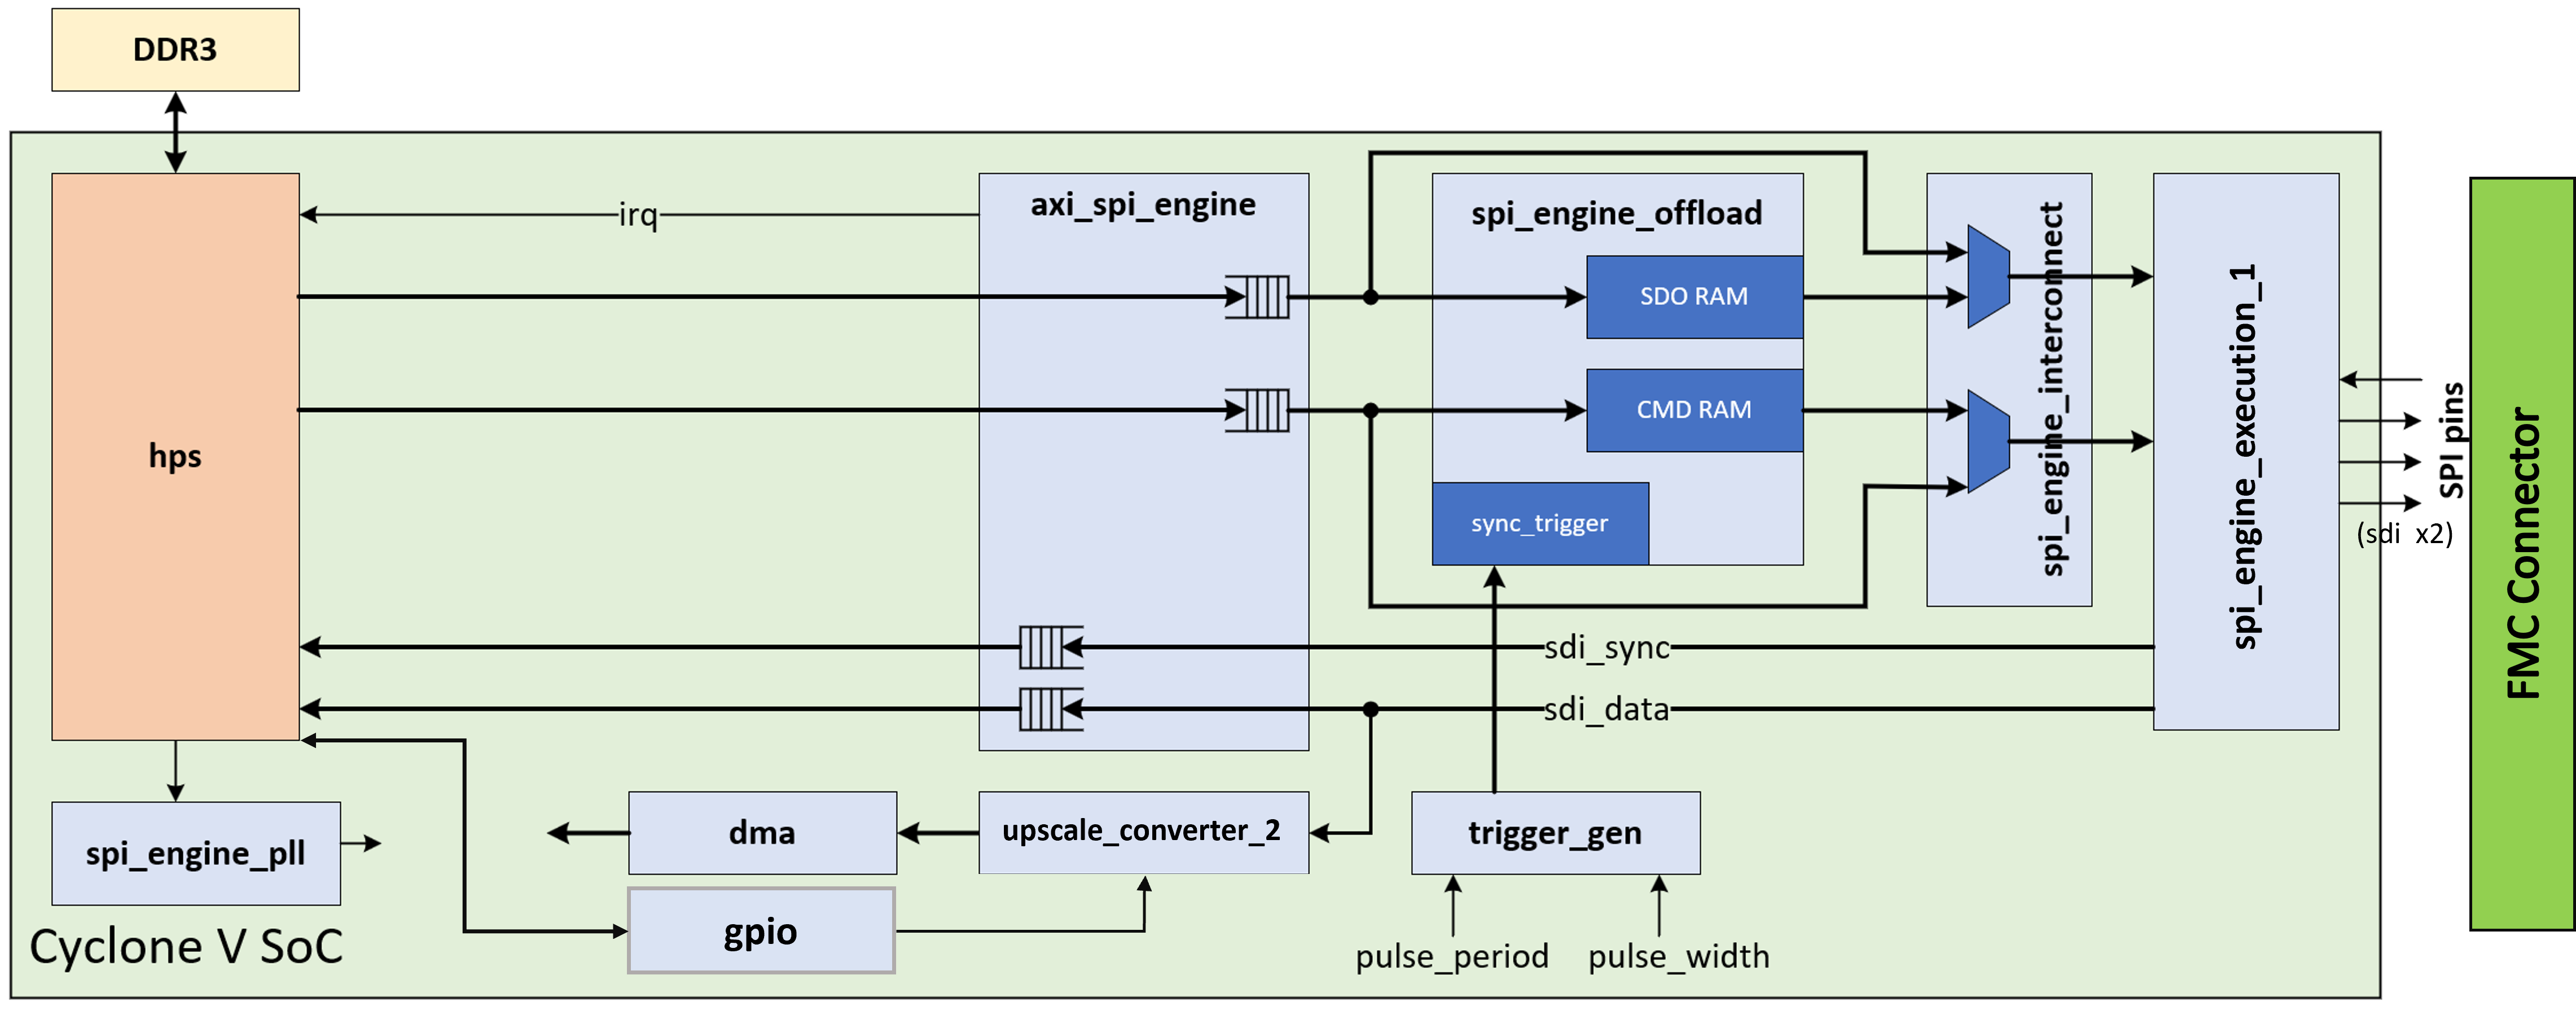 DDR3
irq
axi_spi_engine
spi_engine_offload
SDO RAM
CMD RAM
sync_trigger
spi_engine_interconnect
spi_engine_execution_1
SPI pins
(sdi x2)
FMC Connector
hps
sdi_sync
sdi_data
spi_engine_pll
dma
upscale_converter_2
trigger_gen
gpio
pulse_period
pulse_width
Cyclone V SoC